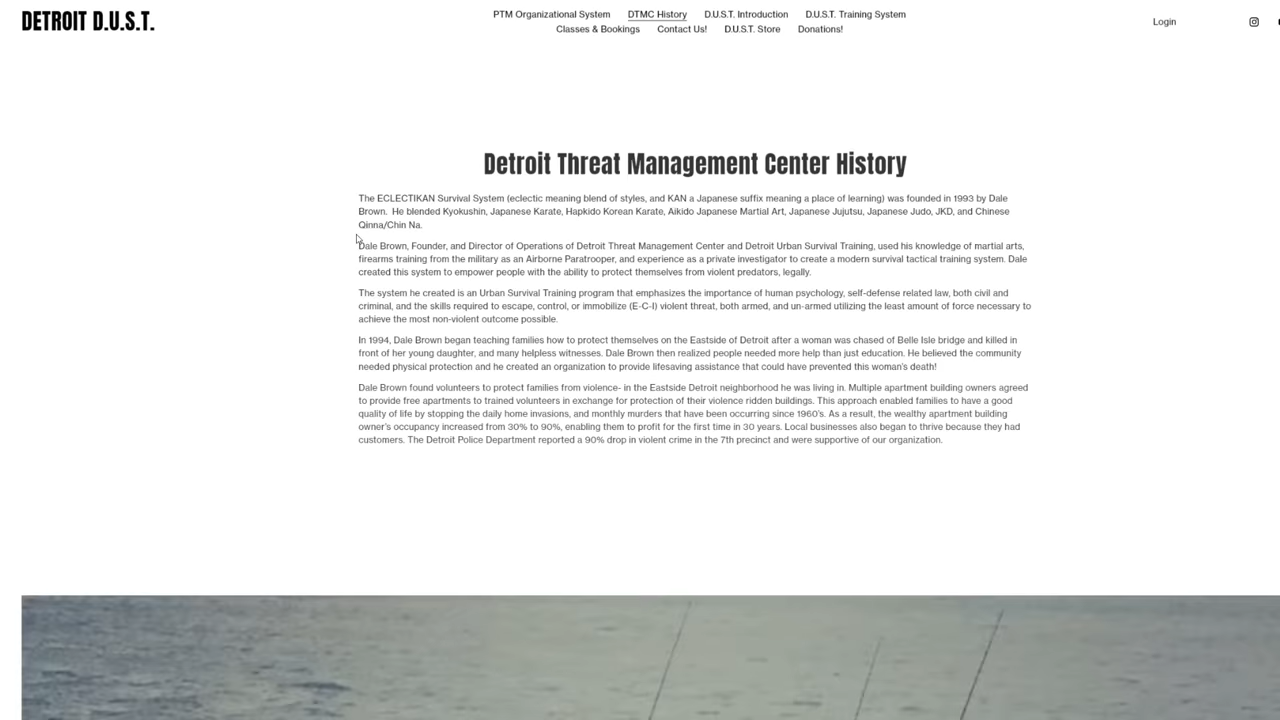 DETROIT D.U.S.T.
PTM Organizational System DTMC History D.U.S.T. Introduction D.U.S.T. Training System
Classes & Bookings Contact Us! D.U.S.T. Store Donations!
Login
Detroit Threat Management Center History
The ECLECTIKAN Survival System (eclectic meaning blend of styles, and KAN a Japanese suffix meaning a place of learning) was founded in 1993 by Dale
Brown.  He blended Kyokushin, Japanese Karate, Hapkido Korean Karate, Aikido Japanese Martial Art, Japanese Jujutsu, Japanese Judo, JKD, and Chinese
Qinna/Chin Na.
Dale Brown, Founder, and Director of Operations of Detroit Threat Management Center and Detroit Urban Survival Training, used his knowledge of martial arts,
firearms training from the military as an Airborne Paratrooper, and experience as a private investigator to create a modern survival tactical training system. Dale
created this system to empower people with the ability to protect themselves from violent predators, legally.
The system he created is an Urban Survival Training program that emphasizes the importance of human psychology, self-defense related law, both civil and
criminal, and the skills required to escape, control, or immobilize (E-C-I) violent threat, both armed, and un-armed utilizing the least amount of force necessary to
achieve the most non-violent outcome possible.
In 1994, Dale Brown began teaching families how to protect themselves on the Eastside of Detroit after a woman was chased of Belle Isle bridge and killed in
front of her young daughter, and many helpless witnesses. Dale Brown then realized people needed more help than just education. He believed the community
needed physical protection and he created an organization to provide lifesaving assistance that could have prevented this woman's death!
Dale Brown found volunteers to protect families from violence- in the Eastside Detroit neighborhood he was living in. Multiple apartment building owners agreed
to provide free apartments to trained volunteers in exchange for protection of their violence ridden buildings. This approach enabled families to have a good
quality of life by stopping the daily home invasions, and monthly murders that have been occurring since 1960's. As a result, the wealthy apartment building
owner's occupancy increased from 30% to 90%, enabling them to profit for the first time in 30 years. Local businesses also began to thrive because they had
customers. The Detroit Police Department reported a 90% drop in violent crime in the 7th precinct and were supportive of our organization.